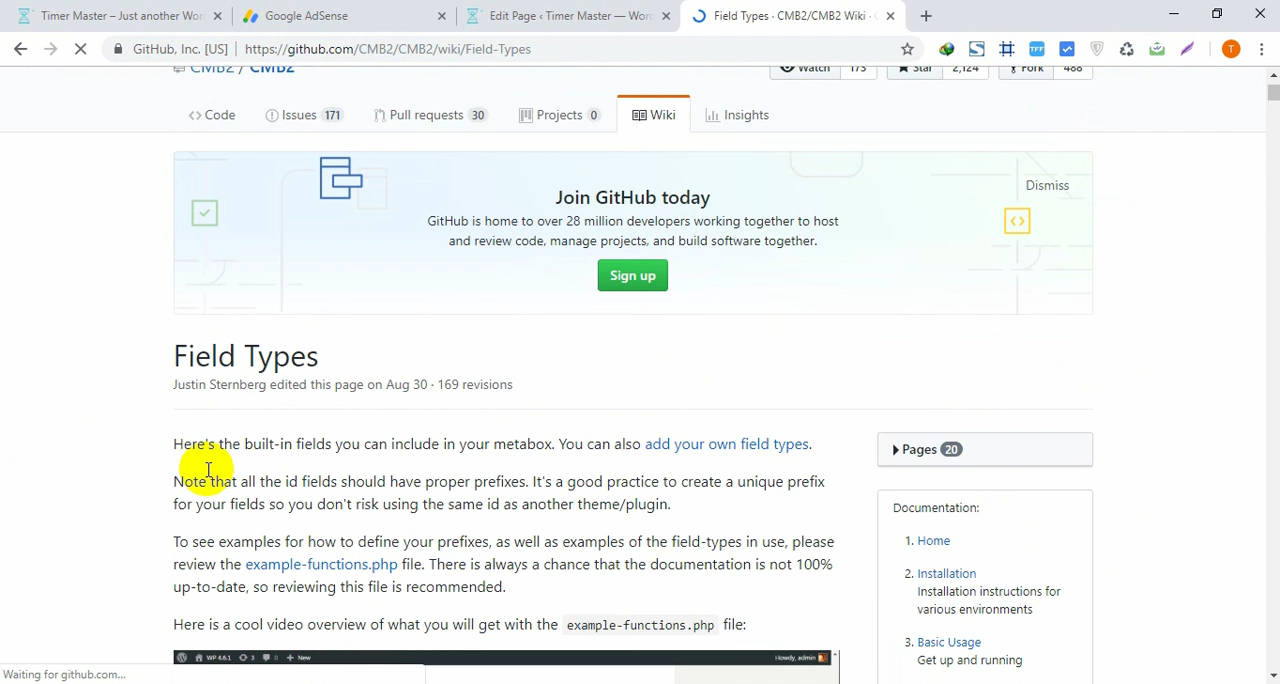 Timer Master – Just another Wor
Google AdSense
Edit Page ‹ Timer Master — Wor
Field Types · CMB2/CMB2 Wiki ·
GitHub, Inc. [US] | https://github.com/CMB2/CMB2/wiki/Field-Types
TFF
T
CMB2 / CMB2
Watch 173
Star 2,124
Fork 488
Code
Issues 171
Pull requests 30
Projects 0
Wiki
Insights
Join GitHub today
Dismiss
GitHub is home to over 28 million developers working together to host
and review code, manage projects, and build software together.
Sign up
Field Types
Justin Sternberg edited this page on Aug 30 · 169 revisions
Here's the built-in fields you can include in your metabox. You can also add your own field types.
Note that all the id fields should have proper prefixes. It's a good practice to create a unique prefix
for your fields so you don't risk using the same id as another theme/plugin.
To see examples for how to define your prefixes, as well as examples of the field-types in use, please
review the example-functions.php file. There is always a chance that the documentation is not 100%
up-to-date, so reviewing this file is recommended.
Here is a cool video overview of what you will get with the example-functions.php file:
WP 4.6.1 3 1 + New
Howdy, admin
Pages 20
Documentation:
1. Home
2. Installation
Installation instructions for
various environments
3. Basic Usage
Get up and running
Waiting for github.com...